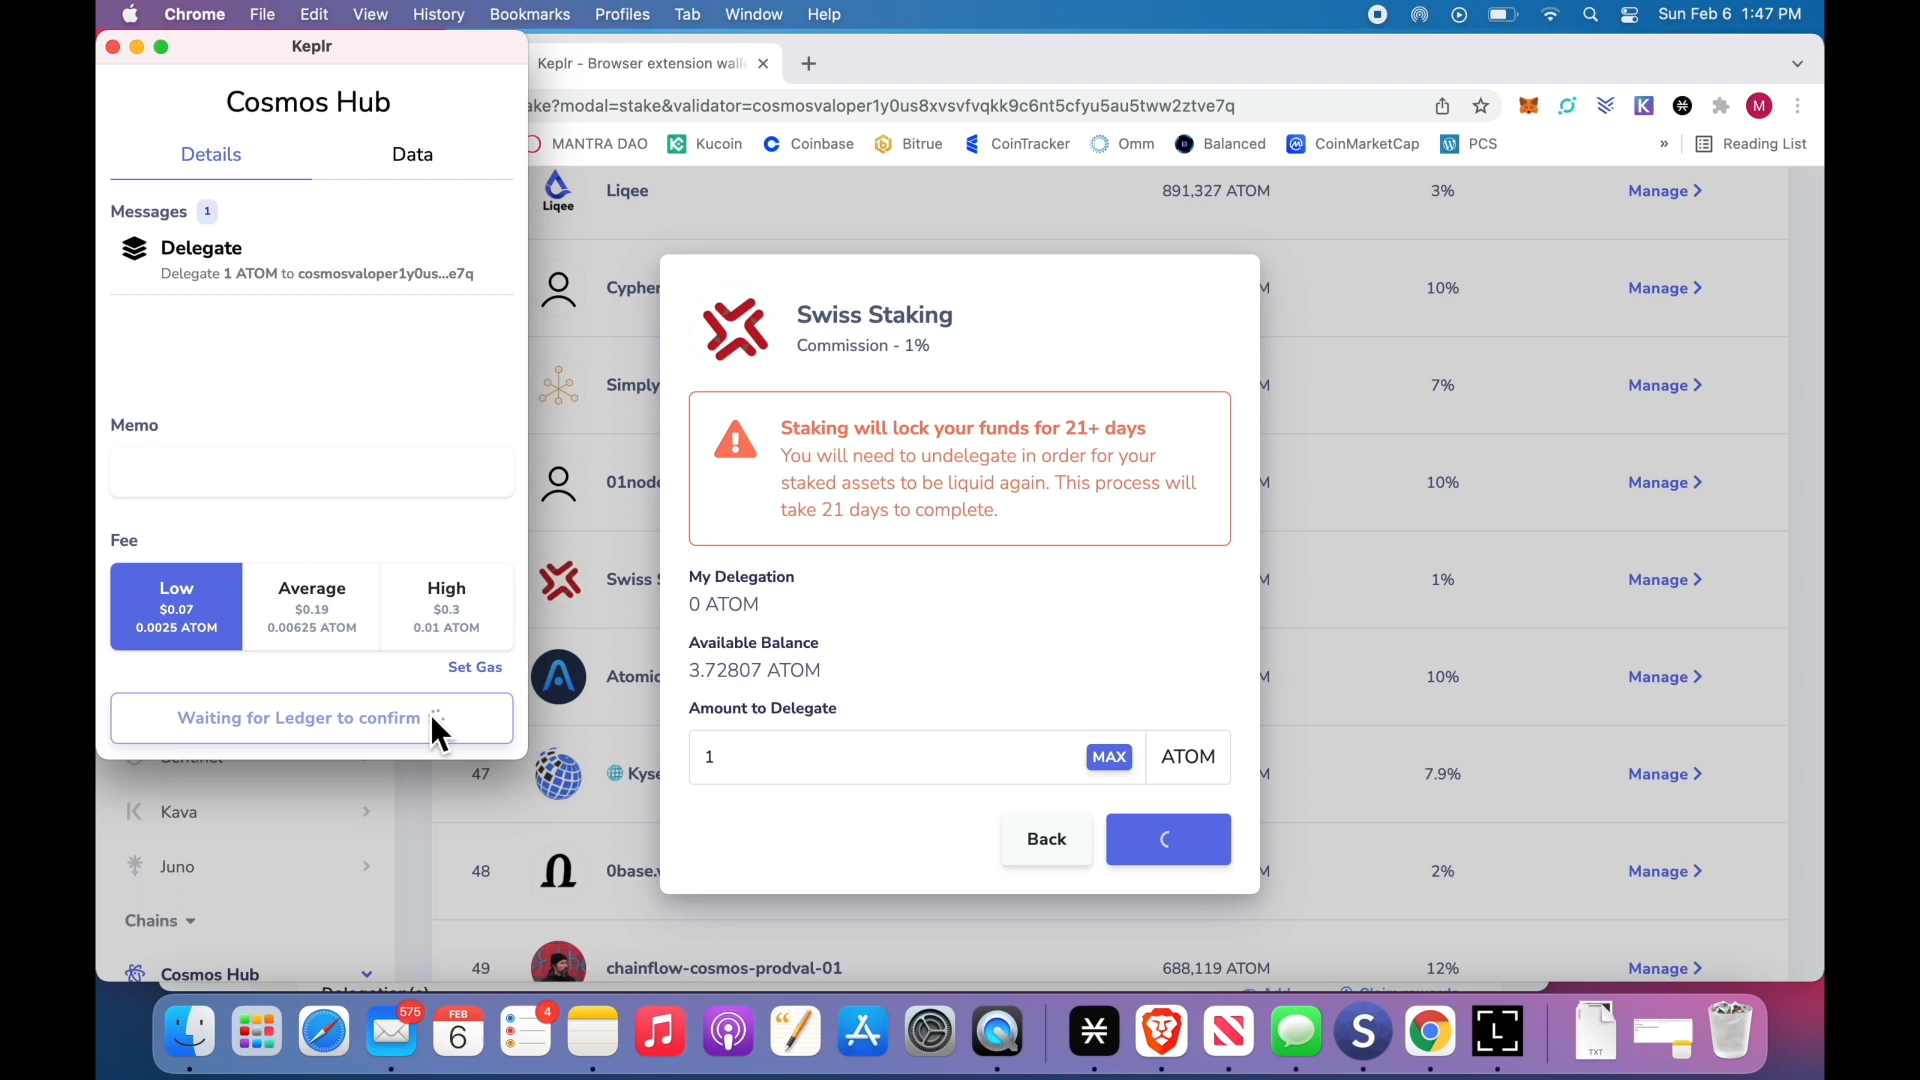 Chrome File Edit View History Bookmarks Profiles Tab Window Help Sun Feb 6 1:47 PM
Keplr
Cosmos Hub
Details Data
Messages 1
Delegate
Delegate 1 ATOM to cosmosvaloper1y0us...e7q
Memo
Fee
Low Average High
$0.07 $0.19 $0.3
0.0025 ATOM 0.00625 ATOM 0.01 ATOM
Set Gas
Waiting for Ledger to confirm
Keplr - Browser extension
ake?modal=stake&validator=cosmosvaloper1y0us8xvsvfvqkk9c6nt5cfyu5au5tww2ztve7q
K M
MANTRA DAO Kucoin Coinbase Bitrue CoinTracker Omm Balanced CoinMarketCap PCS » Reading List
Liqee Liqee 891,327 ATOM 3% Manage
Cypher M 10% Manage
Simply M 7% Manage
01node M 10% Manage
Swiss S M 1% Manage
Atomic M 10% Manage
47 Kyse M 7.9% Manage
48 0base.v M 2% Manage
49 chainflow-cosmos-prodval-01 688,119 ATOM 12% Manage
Swiss Staking
Commission - 1%
Staking will lock your funds for 21+ days
You will need to undelegate in order for your
staked assets to be liquid again. This process will
take 21 days to complete.
My Delegation
0 ATOM
Available Balance
3.72807 ATOM
Amount to Delegate
1 MAX ATOM
Back
Sentinel
Kava
Juno
Chains
Cosmos Hub
575
FEB
6
4
S
L
TXT